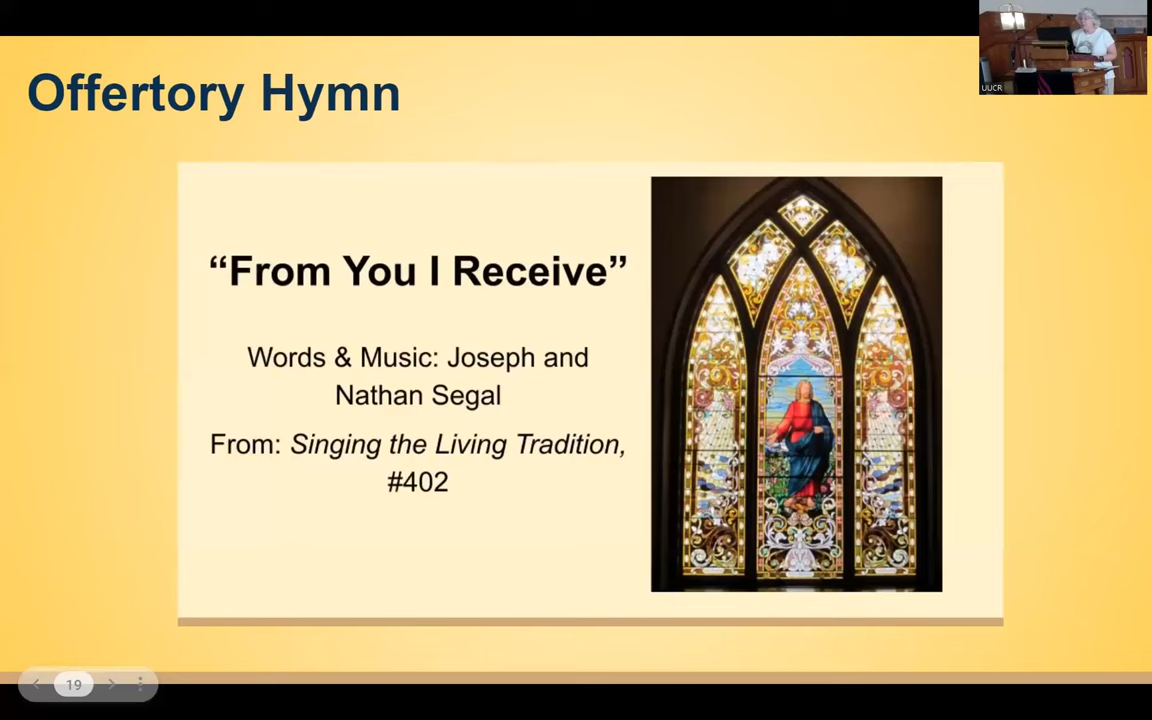 UUCR
Offertory Hymn
“From You I Receive”
Words & Music: Joseph and
Nathan Segal
From: Singing the Living Tradition,
#402
19